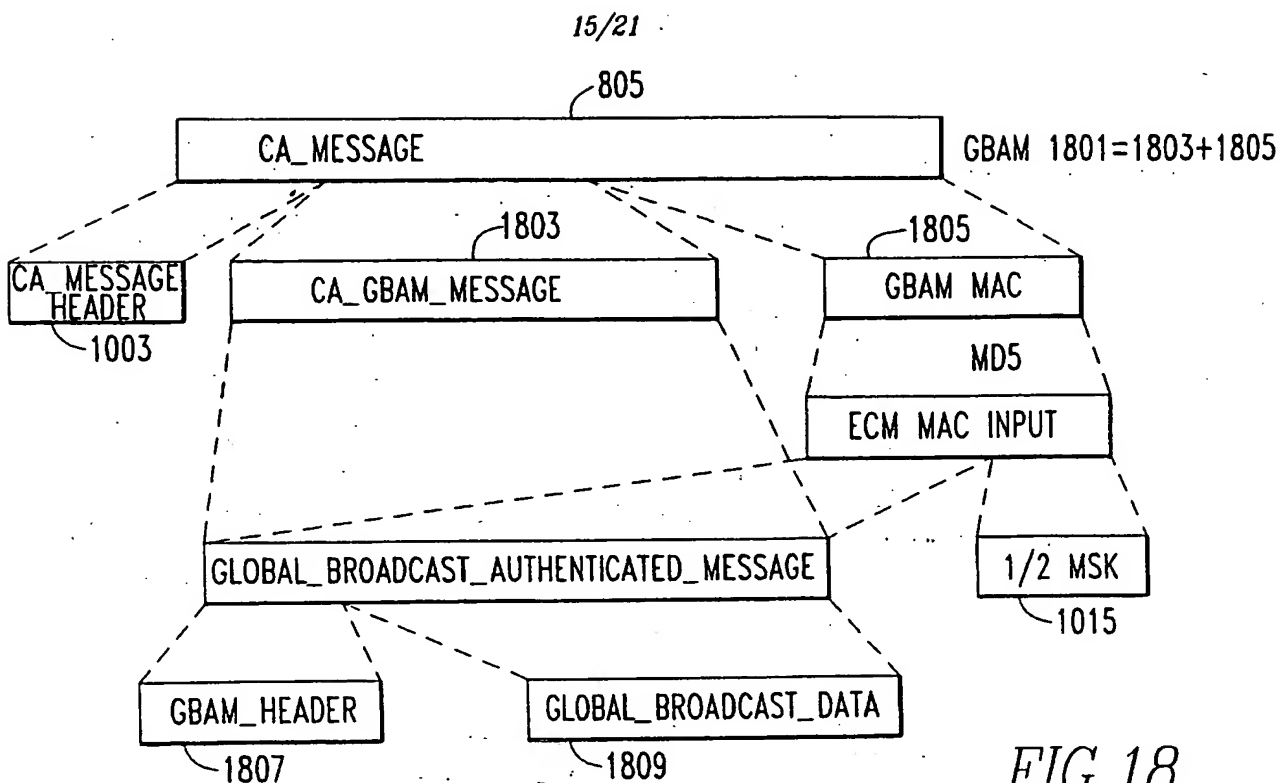 15/21
805
CA_MESSAGE
GBAM 1801=1803+1805
1803
1805
CA_MESSAGE
HEADER
CA_GBAM_MESSAGE
GBAM MAC
1003
MD5
ECM MAC INPUT
GLOBAL_BROADCAST_AUTHENTICATED_MESSAGE
1/2 MSK
1015
GBAM_HEADER
GLOBAL_BROADCAST_DATA
1807
1809
FIG. 18